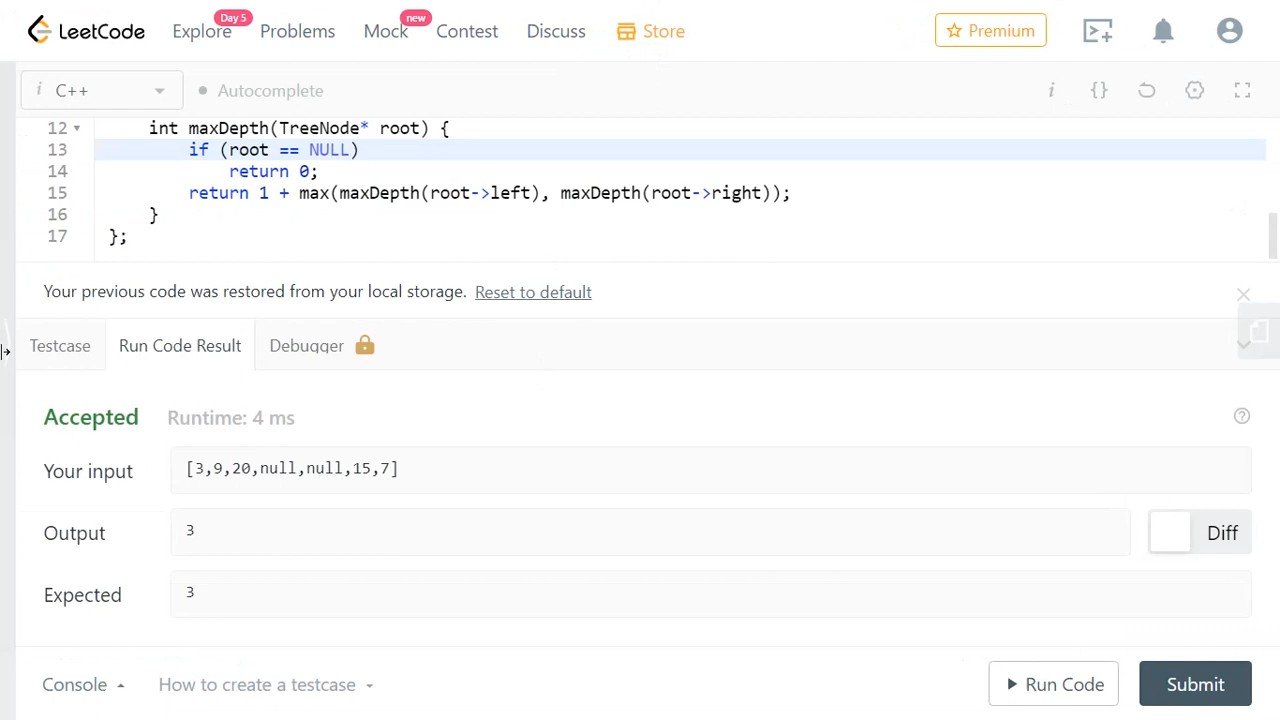 LeetCode Explore Day 5 Problems Mock new Contest Discuss Store Premium
i C++ Autocomplete i {}
12 int maxDepth(TreeNode* root) {
13 if (root == NULL)
14 return 0;
15 return 1 + max(maxDepth(root->left), maxDepth(root->right));
16 }
17 };
Your previous code was restored from your local storage. Reset to default
Testcase Run Code Result Debugger
Accepted Runtime: 4 ms
Your input [3,9,20,null,null,15,7]
Output 3 Diff
Expected 3
Console How to create a testcase Run Code Submit